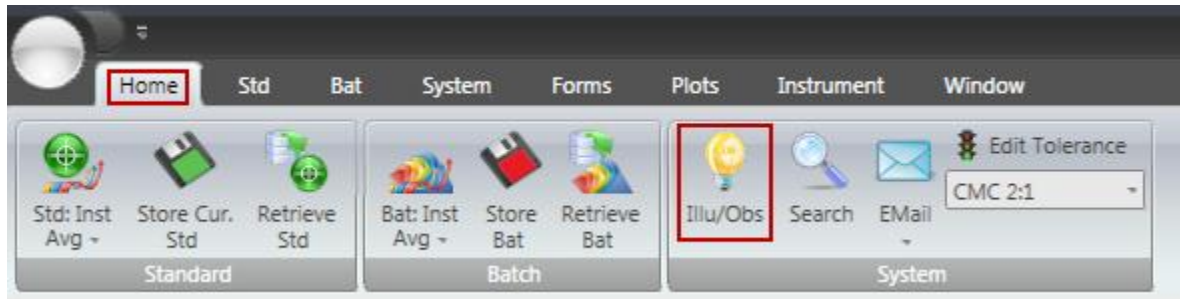 Home Std Bat System Forms Plots Instrument Window
Edit Tolerance
CMC 2:1
Std: Inst Store Cur. Retrieve Bat: Inst Store Retrieve Illu/Obs Search EMail
Avg Std Std Avg Bat Bat
Standard Batch System